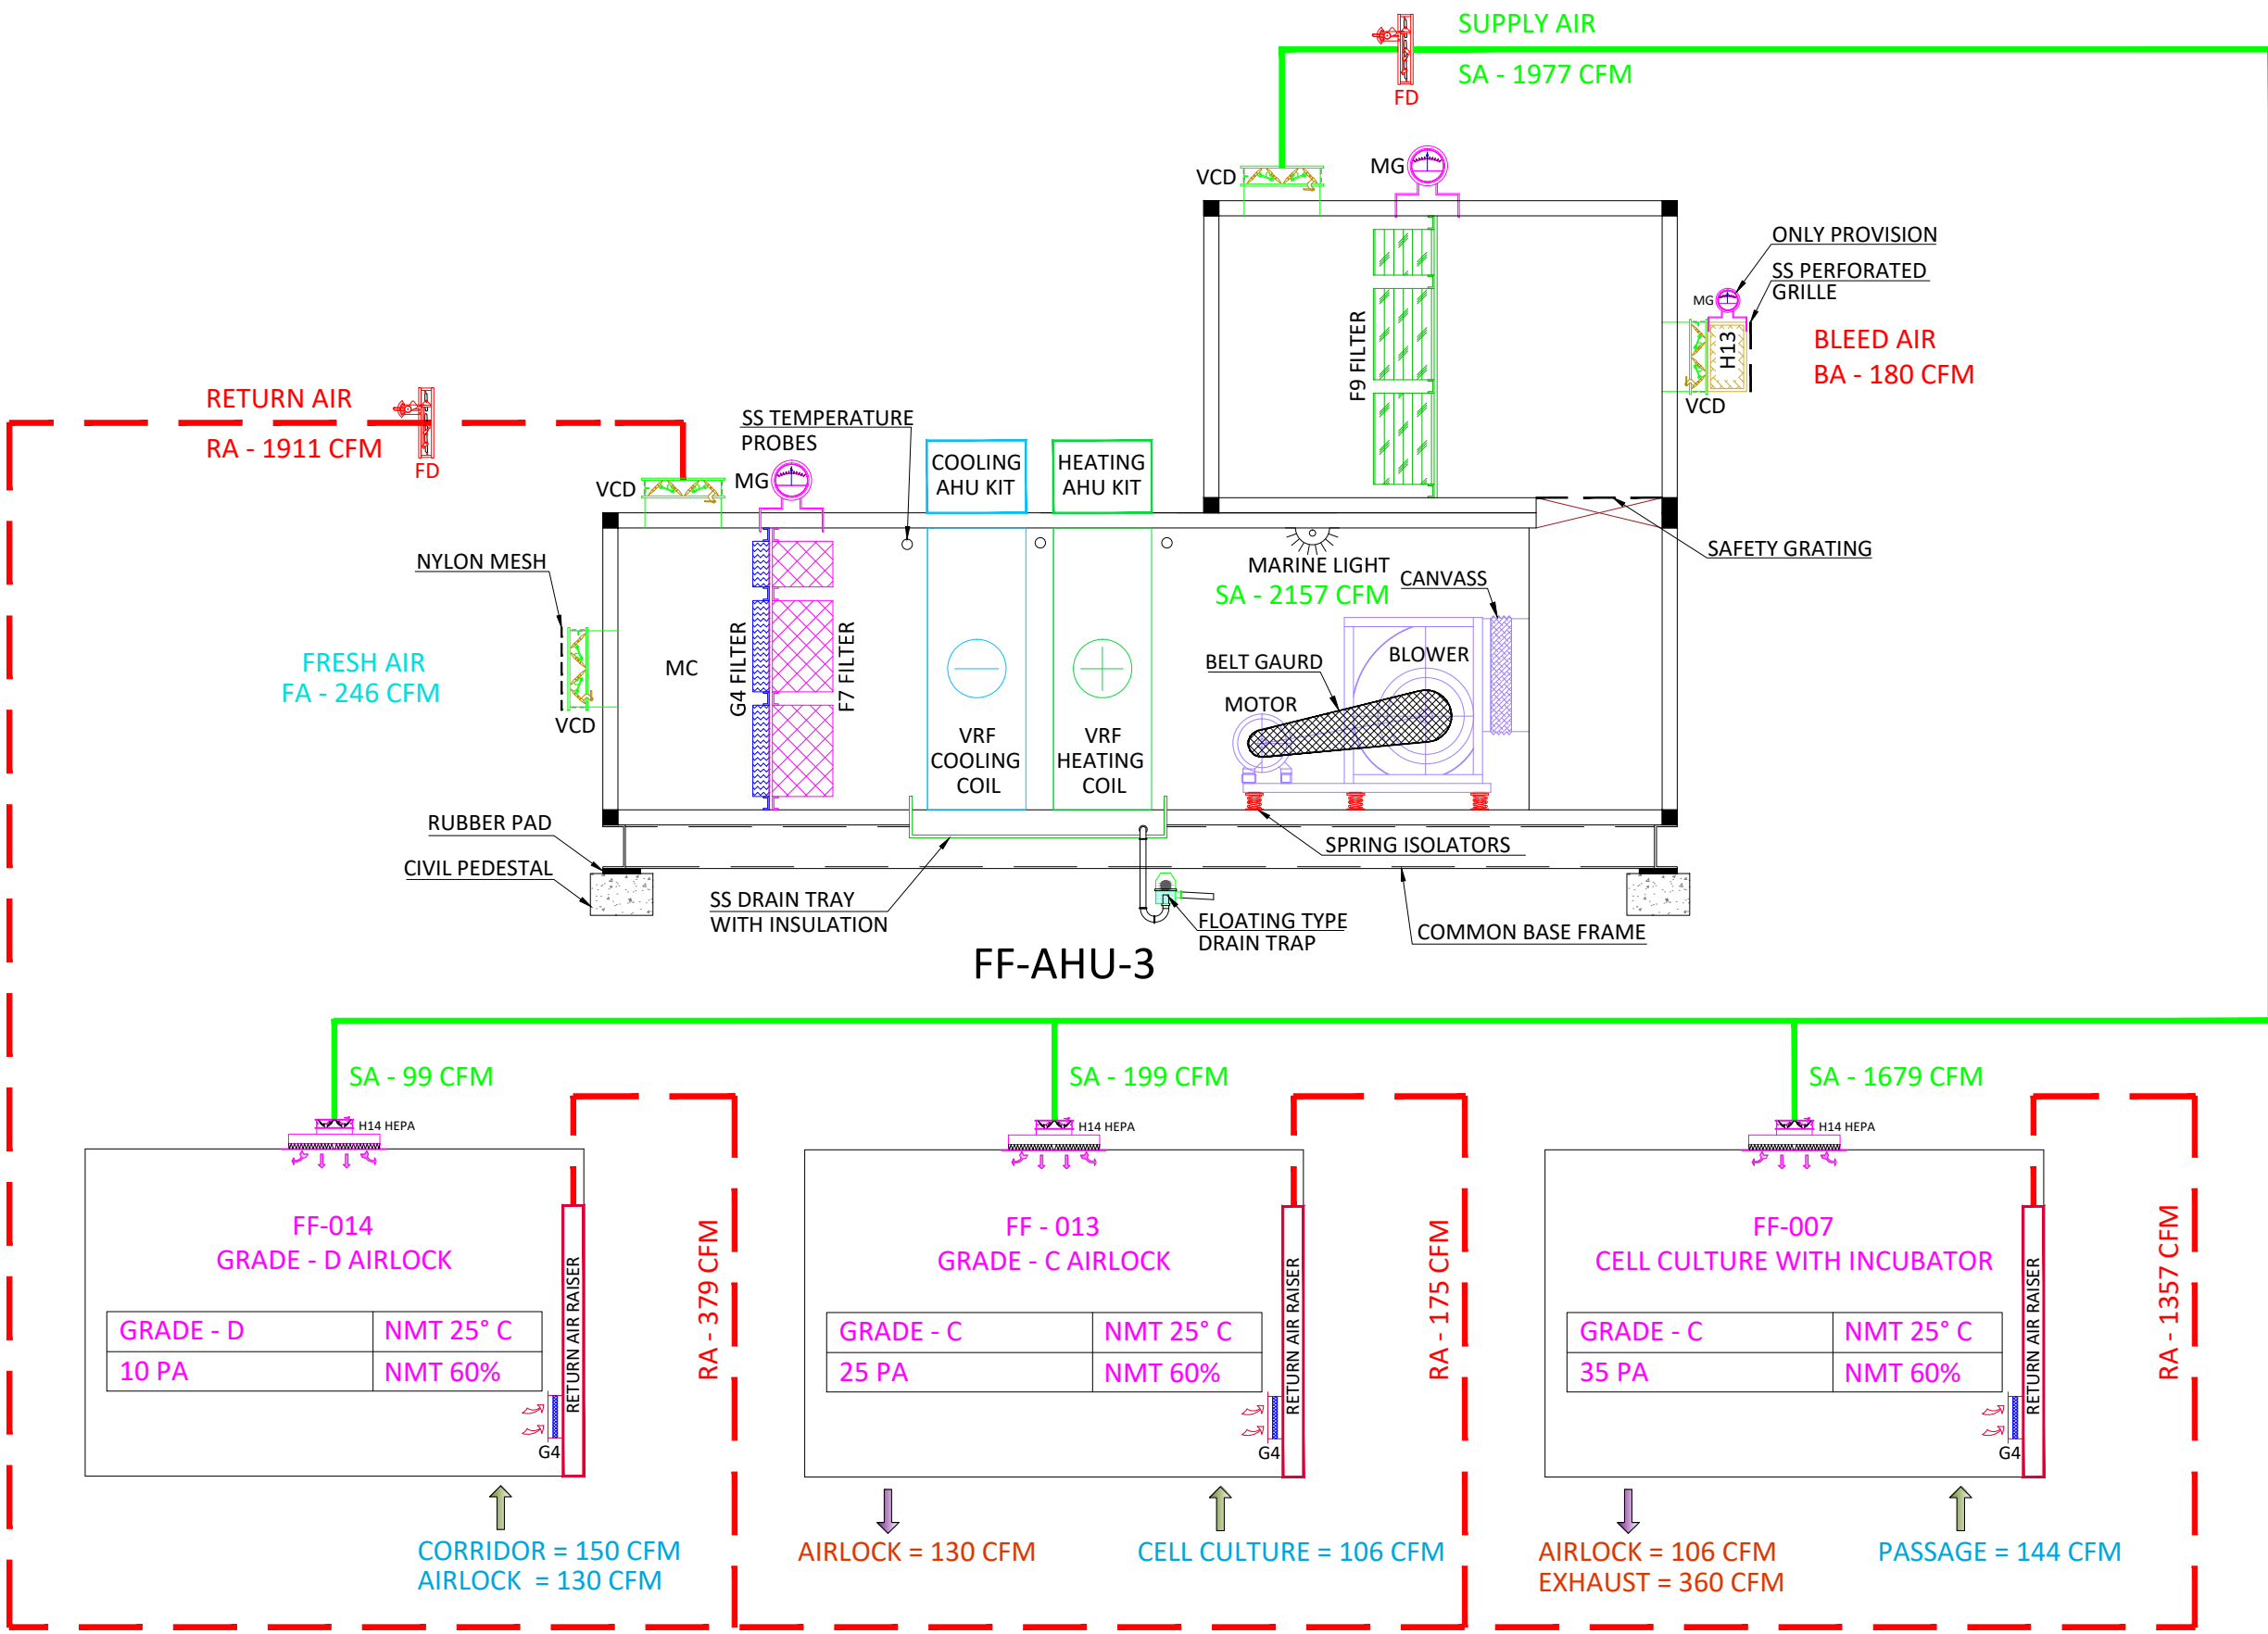 SUPPLY AIR
SA - 1977 CFM
FD
VCD
MG
ONLY PROVISION
SS PERFORATED
GRILLE
MG
H13
BLEED AIR
BA - 180 CFM
VCD
F9 FILTER
RETURN AIR
RA - 1911 CFM
FD
SS TEMPERATURE
PROBES
VCD
MG
COOLING
AHU KIT
HEATING
AHU KIT
NYLON MESH
SAFETY GRATING
MARINE LIGHT
SA - 2157 CFM
CANVASS
FRESH AIR
FA - 246 CFM
VCD
MC
G4 FILTER
F7 FILTER
BELT GAURD
BLOWER
MOTOR
VRF
COOLING
COIL
VRF
HEATING
COIL
RUBBER PAD
CIVIL PEDESTAL
SPRING ISOLATORS
SS DRAIN TRAY
WITH INSULATION
FLOATING TYPE
DRAIN TRAP
COMMON BASE FRAME
FF-AHU-3
SA - 99 CFM
H14 HEPA
FF-014
GRADE - D AIRLOCK
GRADE - D
NMT 25° C
10 PA
NMT 60%
RETURN AIR RAISER
G4
RA - 379 CFM
CORRIDOR = 150 CFM
AIRLOCK = 130 CFM
SA - 199 CFM
H14 HEPA
FF - 013
GRADE - C AIRLOCK
GRADE - C
NMT 25° C
25 PA
NMT 60%
RETURN AIR RAISER
G4
RA - 175 CFM
AIRLOCK = 130 CFM
CELL CULTURE = 106 CFM
SA - 1679 CFM
H14 HEPA
FF-007
CELL CULTURE WITH INCUBATOR
GRADE - C
NMT 25° C
35 PA
NMT 60%
RETURN AIR RAISER
G4
RA - 1357 CFM
AIRLOCK = 106 CFM
EXHAUST = 360 CFM
PASSAGE = 144 CFM